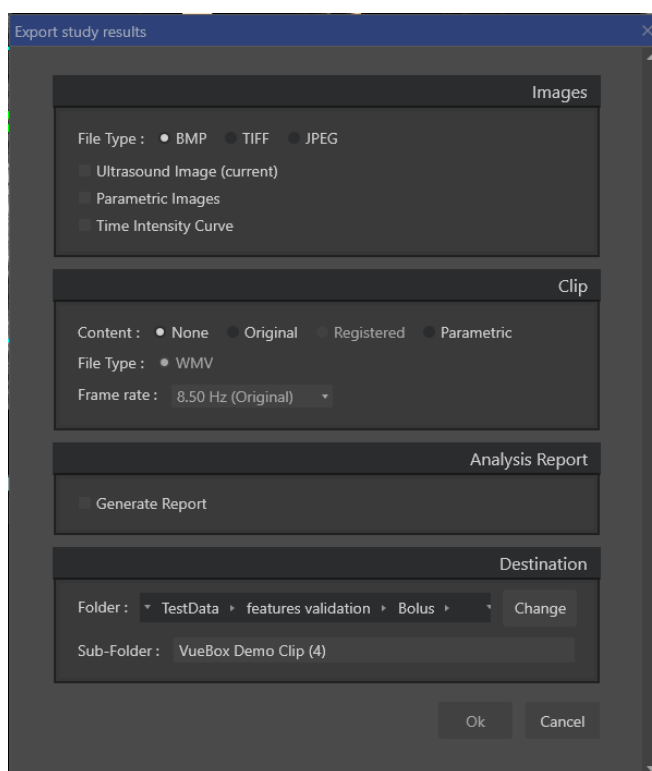 Export study results
Images
File Type : BMP TIFF JPEG
Ultrasound Image (current)
Parametric Images
Time Intensity Curve
Clip
Content : None Original Registered Parametric
File Type : WMV
Frame rate : 8.50 Hz (Original)
Analysis Report
Generate Report
Destination
Folder : TestData features validation Bolus Change
Sub-Folder : VueBox Demo Clip (4)
Ok Cancel